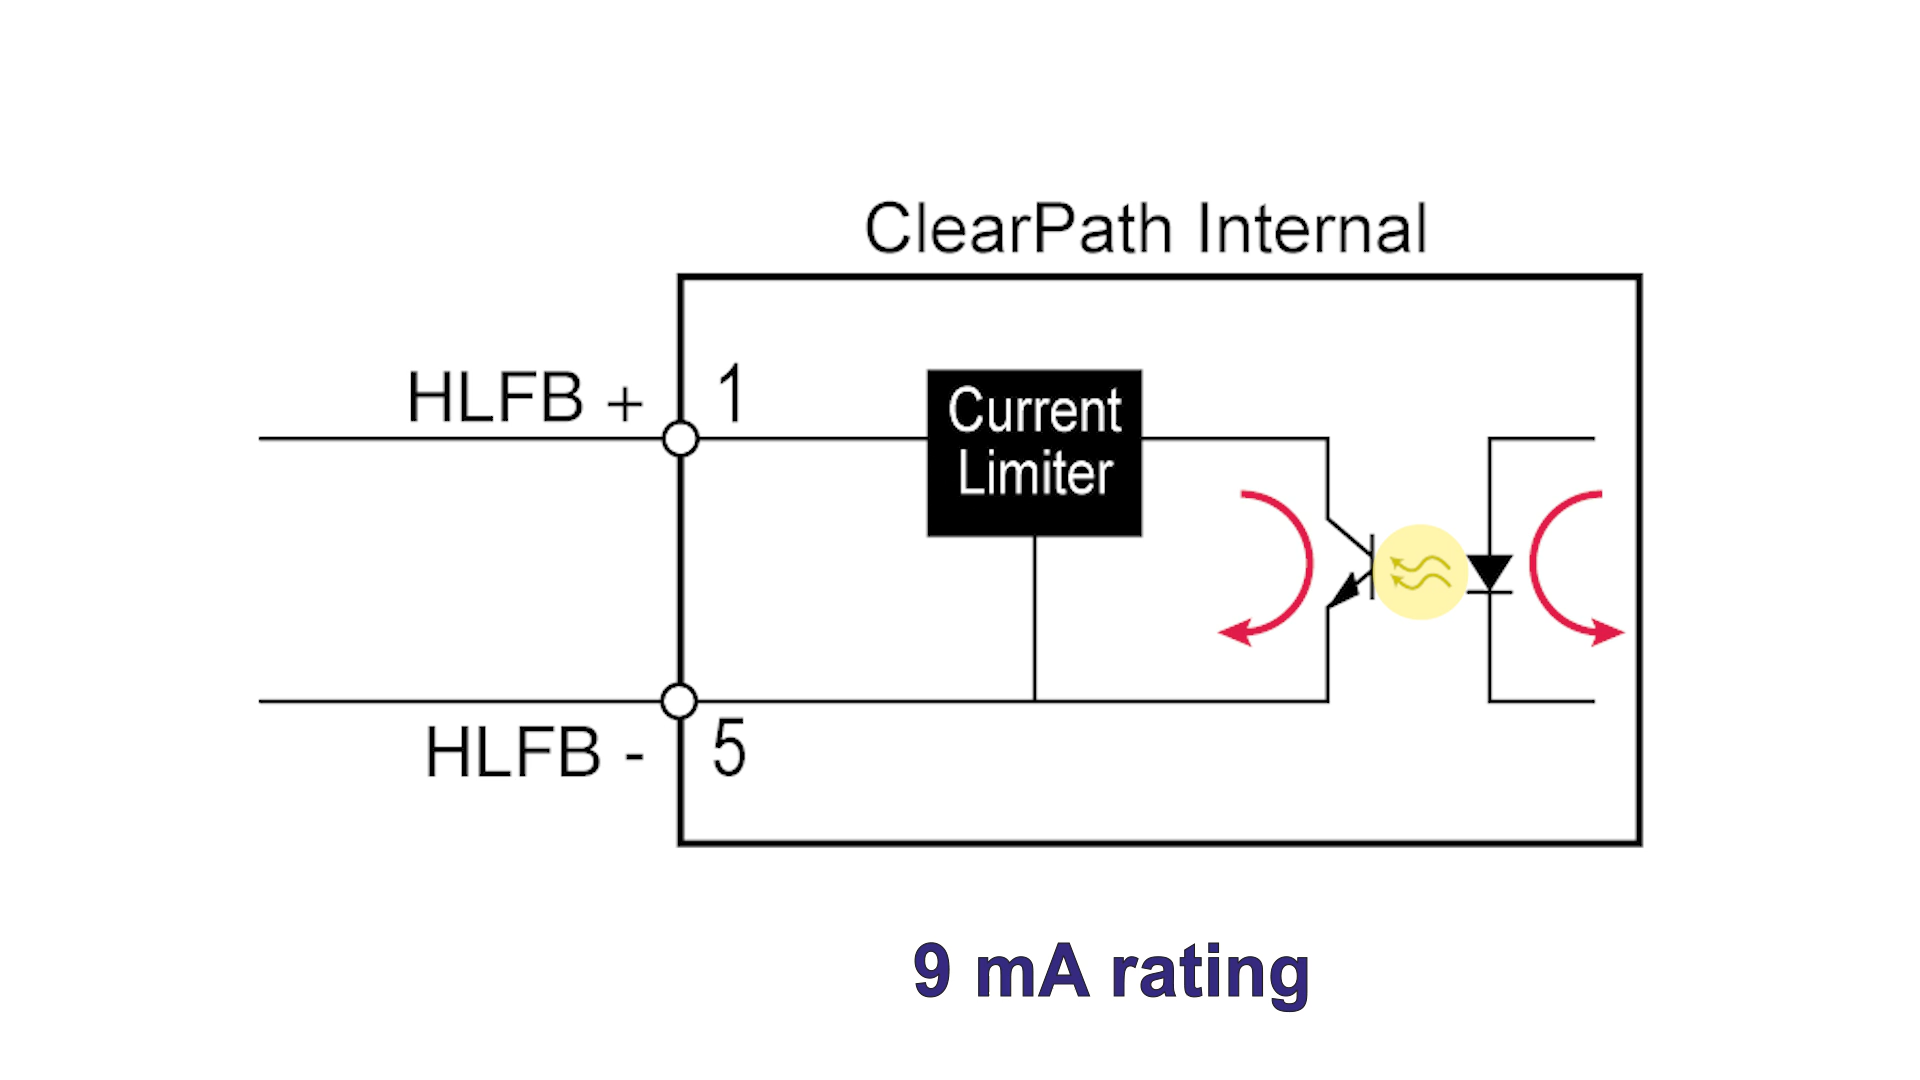 ClearPath Internal
HLFB +
1
Current
Limiter
HLFB -
5
9 mA rating